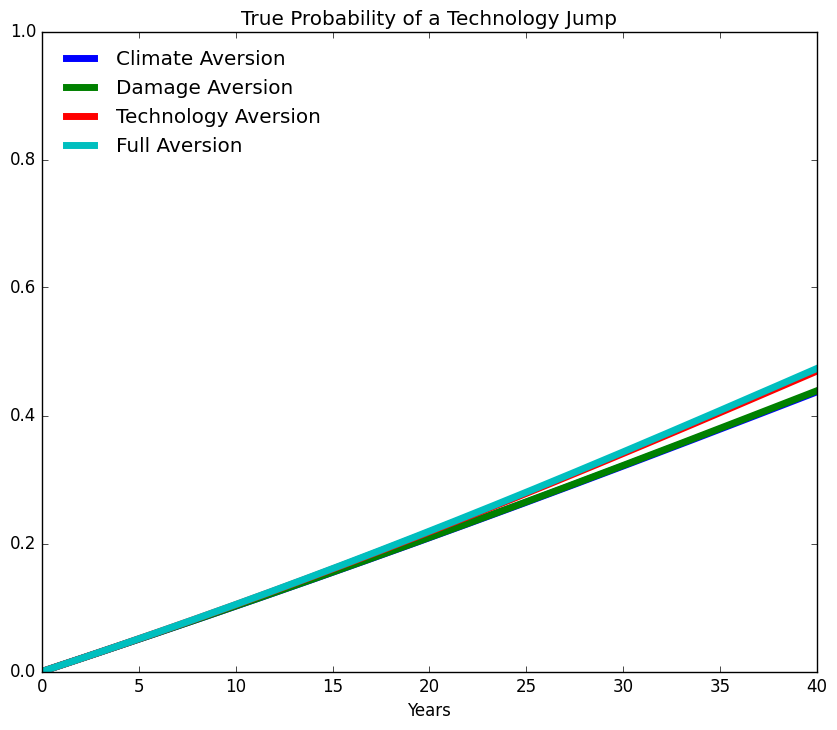 True Probability of a Technology Jump
1.0
Climate Aversion
Damage Aversion
Technology Aversion
Full Aversion
0.8
0.6
0.4
0.2
0.0
0 5 10 15 20 25 30 35 40
Years